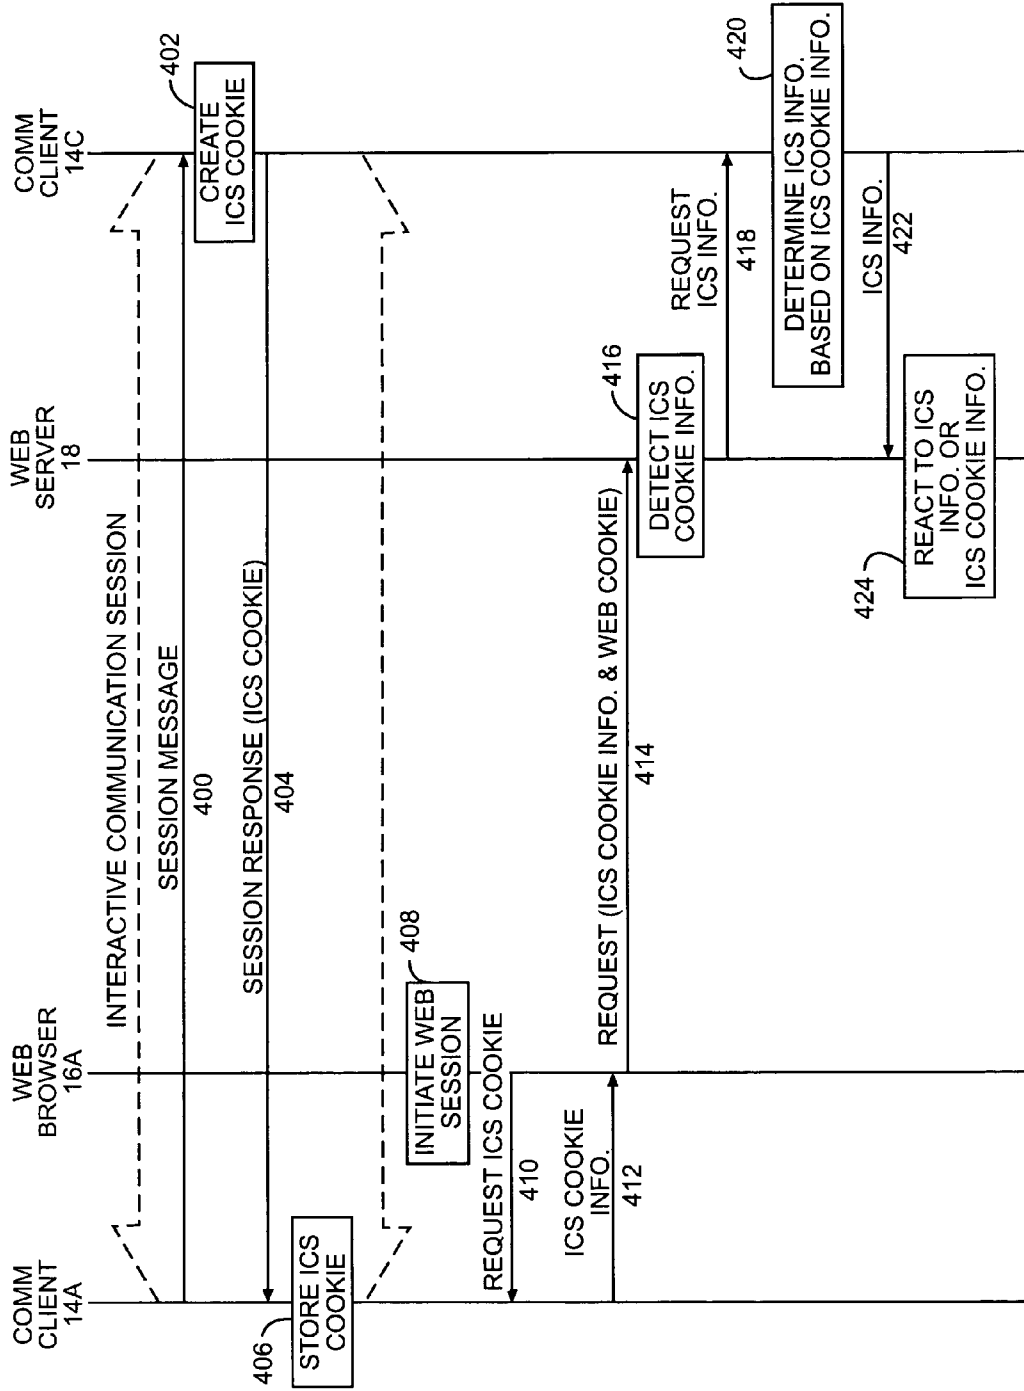 COMM
CLIENT
14A
WEB
BROWSER
16A
WEB
SERVER
18
COMM
CLIENT
14C
INTERACTIVE COMMUNICATION SESSION
SESSION MESSAGE
400
402
CREATE
ICS COOKIE
SESSION RESPONSE (ICS COOKIE)
404
406
STORE ICS
COOKIE
408
INITIATE WEB
SESSION
REQUEST ICS COOKIE
410
ICS COOKIE
INFO.
412
REQUEST (ICS COOKIE INFO. & WEB COOKIE)
414
416
DETECT ICS
COOKIE INFO.
REQUEST
ICS INFO.
418
420
DETERMINE ICS INFO.
BASED ON ICS COOKIE INFO.
ICS INFO.
422
424
REACT TO ICS
INFO. OR
ICS COOKIE INFO.